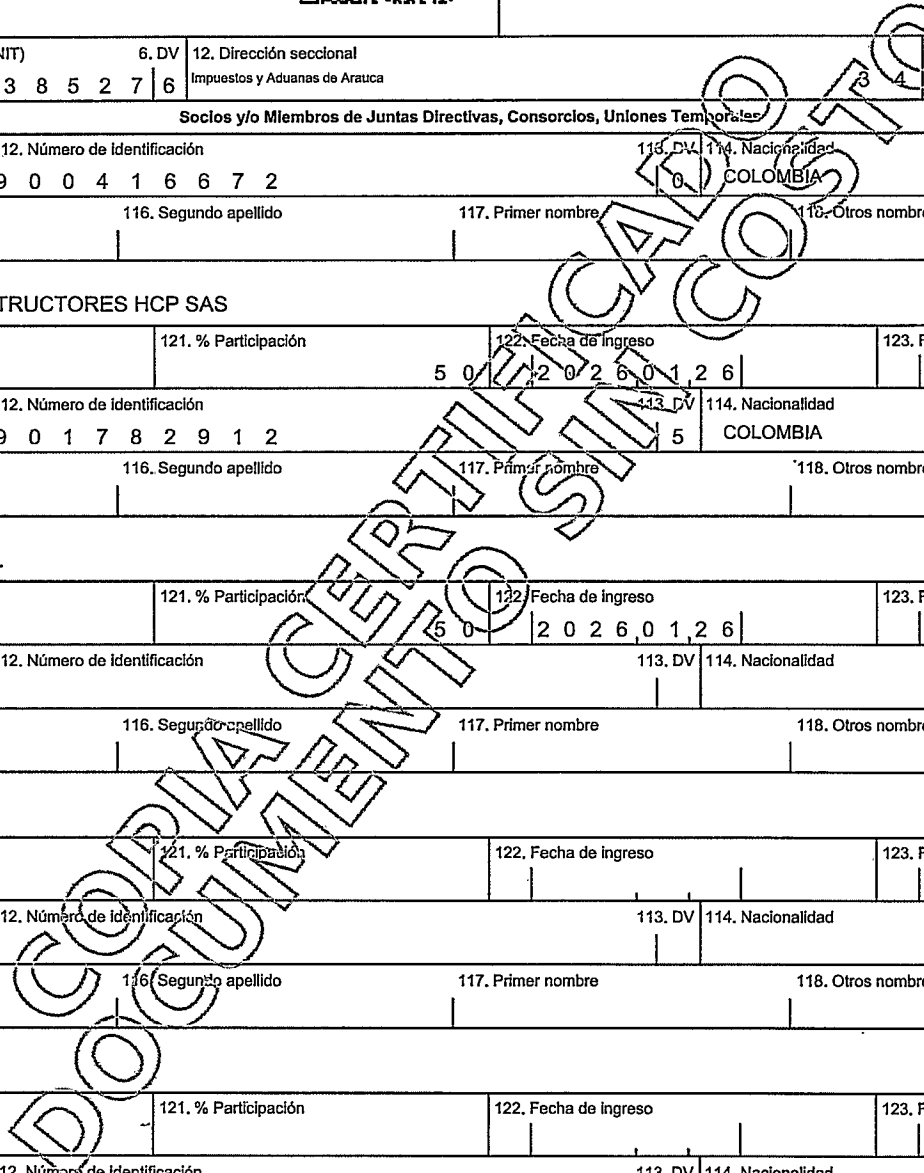 NIT) 6. DV 12. Dirección seccional
3 8 5 2 7 6 Impuestos y Aduanas de Arauca 3 4
Socios y/o Miembros de Juntas Directivas, Consorcios, Uniones Temporales
12. Número de identificación 113. DV 114. Nacionalidad
9 0 0 4 1 6 6 7 2 0 COLOMBIA
116. Segundo apellido 117. Primer nombre 118. Otros nombre
TRUCTORES HCP SAS
121. % Participación 122. Fecha de ingreso 123. F
5 0 2 0 2 6 0 1 2 6
12. Número de identificación 113. DV 114. Nacionalidad
9 0 1 7 8 2 9 1 2 5 COLOMBIA
116. Segundo apellido 117. Primer nombre 118. Otros nombre
121. % Participación 122. Fecha de ingreso 123. F
5 0 2 0 2 6 0 1 2 6
12. Número de identificación 113. DV 114. Nacionalidad
116. Segundo apellido 117. Primer nombre 118. Otros nombre
121. % Participación 122. Fecha de ingreso 123. F
12. Número de identificación 113. DV 114. Nacionalidad
116. Segundo apellido 117. Primer nombre 118. Otros nombre
121. % Participación 122. Fecha de ingreso 123. F
12. Número de identificación 113. DV 114. Nacionalidad
COPIA CERTIFICADO
DOCUMENTO SIN COSTO